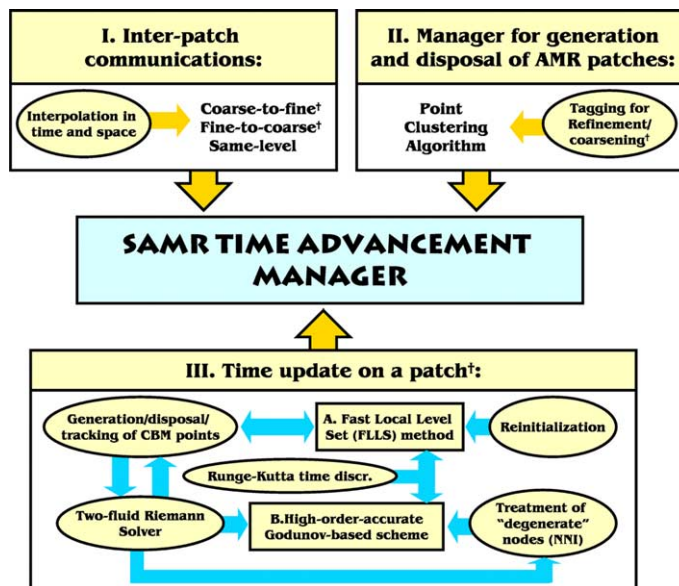 I. Inter-patch
communications:
Interpolation in
time and space
Coarse-to-fine†
Fine-to-coarse†
Same-level
II. Manager for generation
and disposal of AMR patches:
Point
Clustering
Algorithm
Tagging for
Refinement/
coarsening†
SAMR TIME ADVANCEMENT
MANAGER
III. Time update on a patch†:
Generation/disposal/
tracking of CBM points
A. Fast Local Level
Set (FLLS) method
Reinitialization
Runge-Kutta time discr.
Two-fluid Riemann
Solver
B.High-order-accurate
Godunov-based scheme
Treatment of
"degenerate"
nodes (NNI)